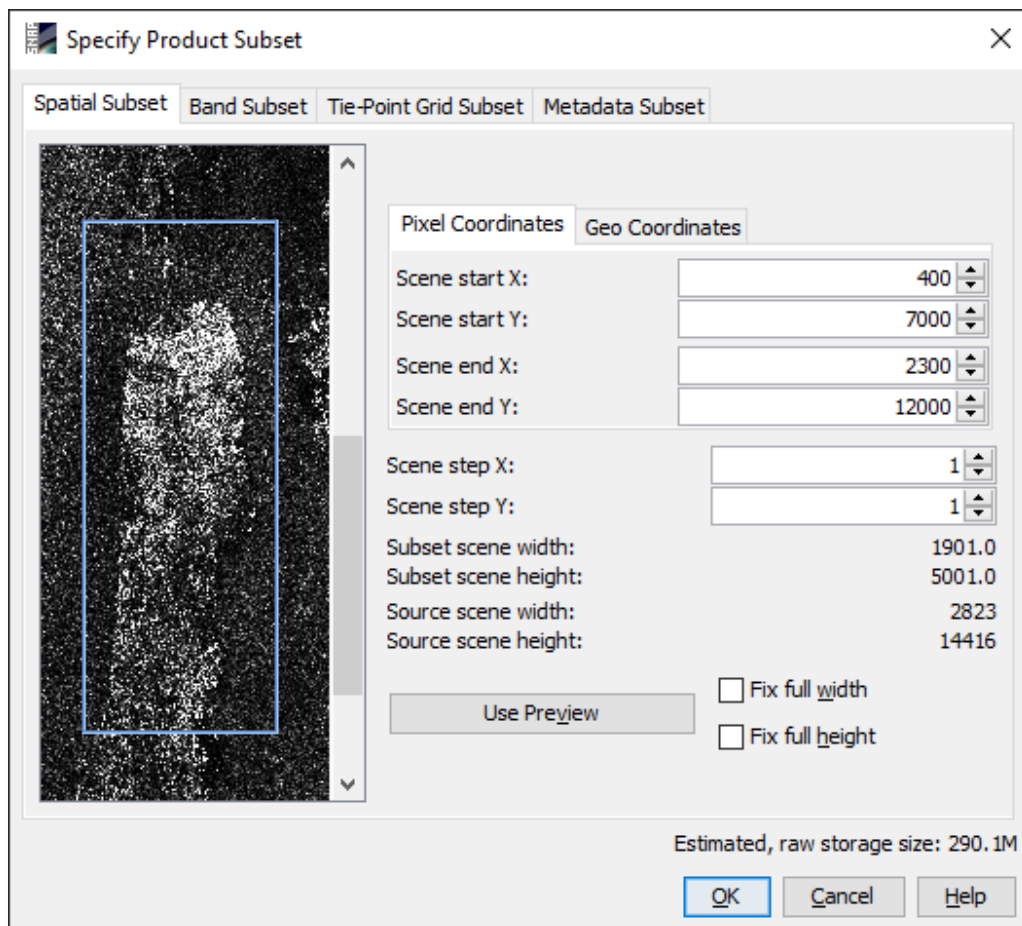 SNAP
Specify Product Subset
Spatial Subset Band Subset Tie-Point Grid Subset Metadata Subset
Pixel Coordinates Geo Coordinates
Scene start X: 400
Scene start Y: 7000
Scene end X: 2300
Scene end Y: 12000
Scene step X: 1
Scene step Y: 1
Subset scene width: 1901.0
Subset scene height: 5001.0
Source scene width: 2823
Source scene height: 14416
Use Preview
Fix full width
Fix full height
Estimated, raw storage size: 290.1M
OK Cancel Help